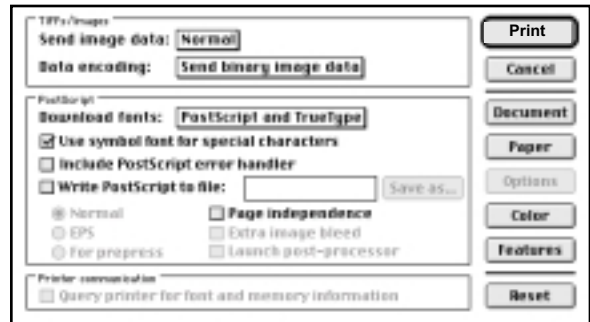 TIFFs/Images
Send image data: Normal
Data encoding: Send binary image data
PostScript
Download fonts: PostScript and TrueType
Use symbol font for special characters
Include PostScript error handler
Write PostScript to file: Save as...
Normal Page independence
EPS Extra image bleed
For prepress Launch post-processor
Printer communication
Query printer for font and memory information
Print
Cancel
Document
Paper
Options
Color
Features
Reset